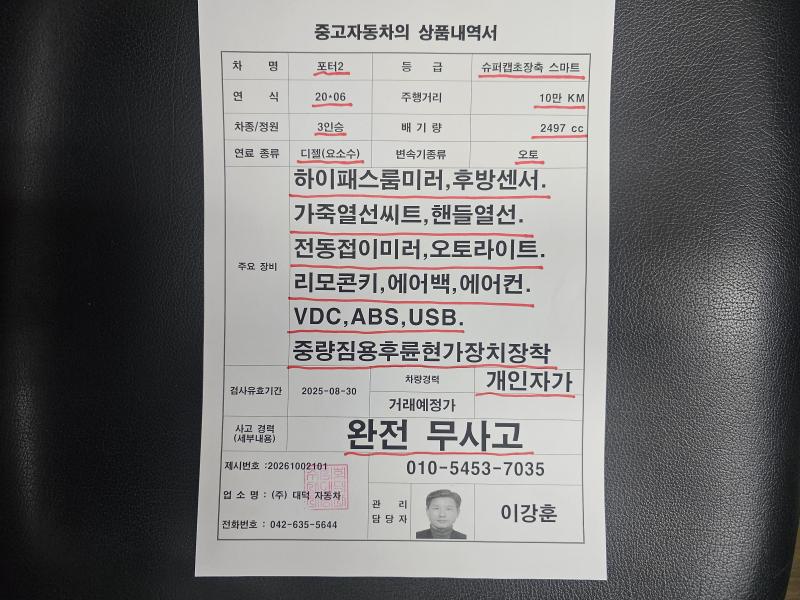 중고자동차의 상품내역서
차 명 포터2 등 급 슈퍼캡초장축 스마트
연 식 20*06 주행거리 10만 KM
차종/정원 3인승 배 기 량 2497 cc
연료 종류 디젤(요소수) 변속기종류 오토
주요 장비
하이패스룸미러,후방센서.
가죽열선씨트,핸들열선.
전동접이미러,오토라이트.
리모콘키,에어백,에어컨.
VDC,ABS,USB.
중량짐용후륜현가장치장착
검사유효기간 2025-08-30 차량경력 개인자가
거래예정가
사고 경력
(세부내용)
완전 무사고
제시번호 :20261002101
010-5453-7035
업 소 명 : (주) 대덕 자동차
전화번호 : 042-635-5644
관 리
담 당 자
이강훈